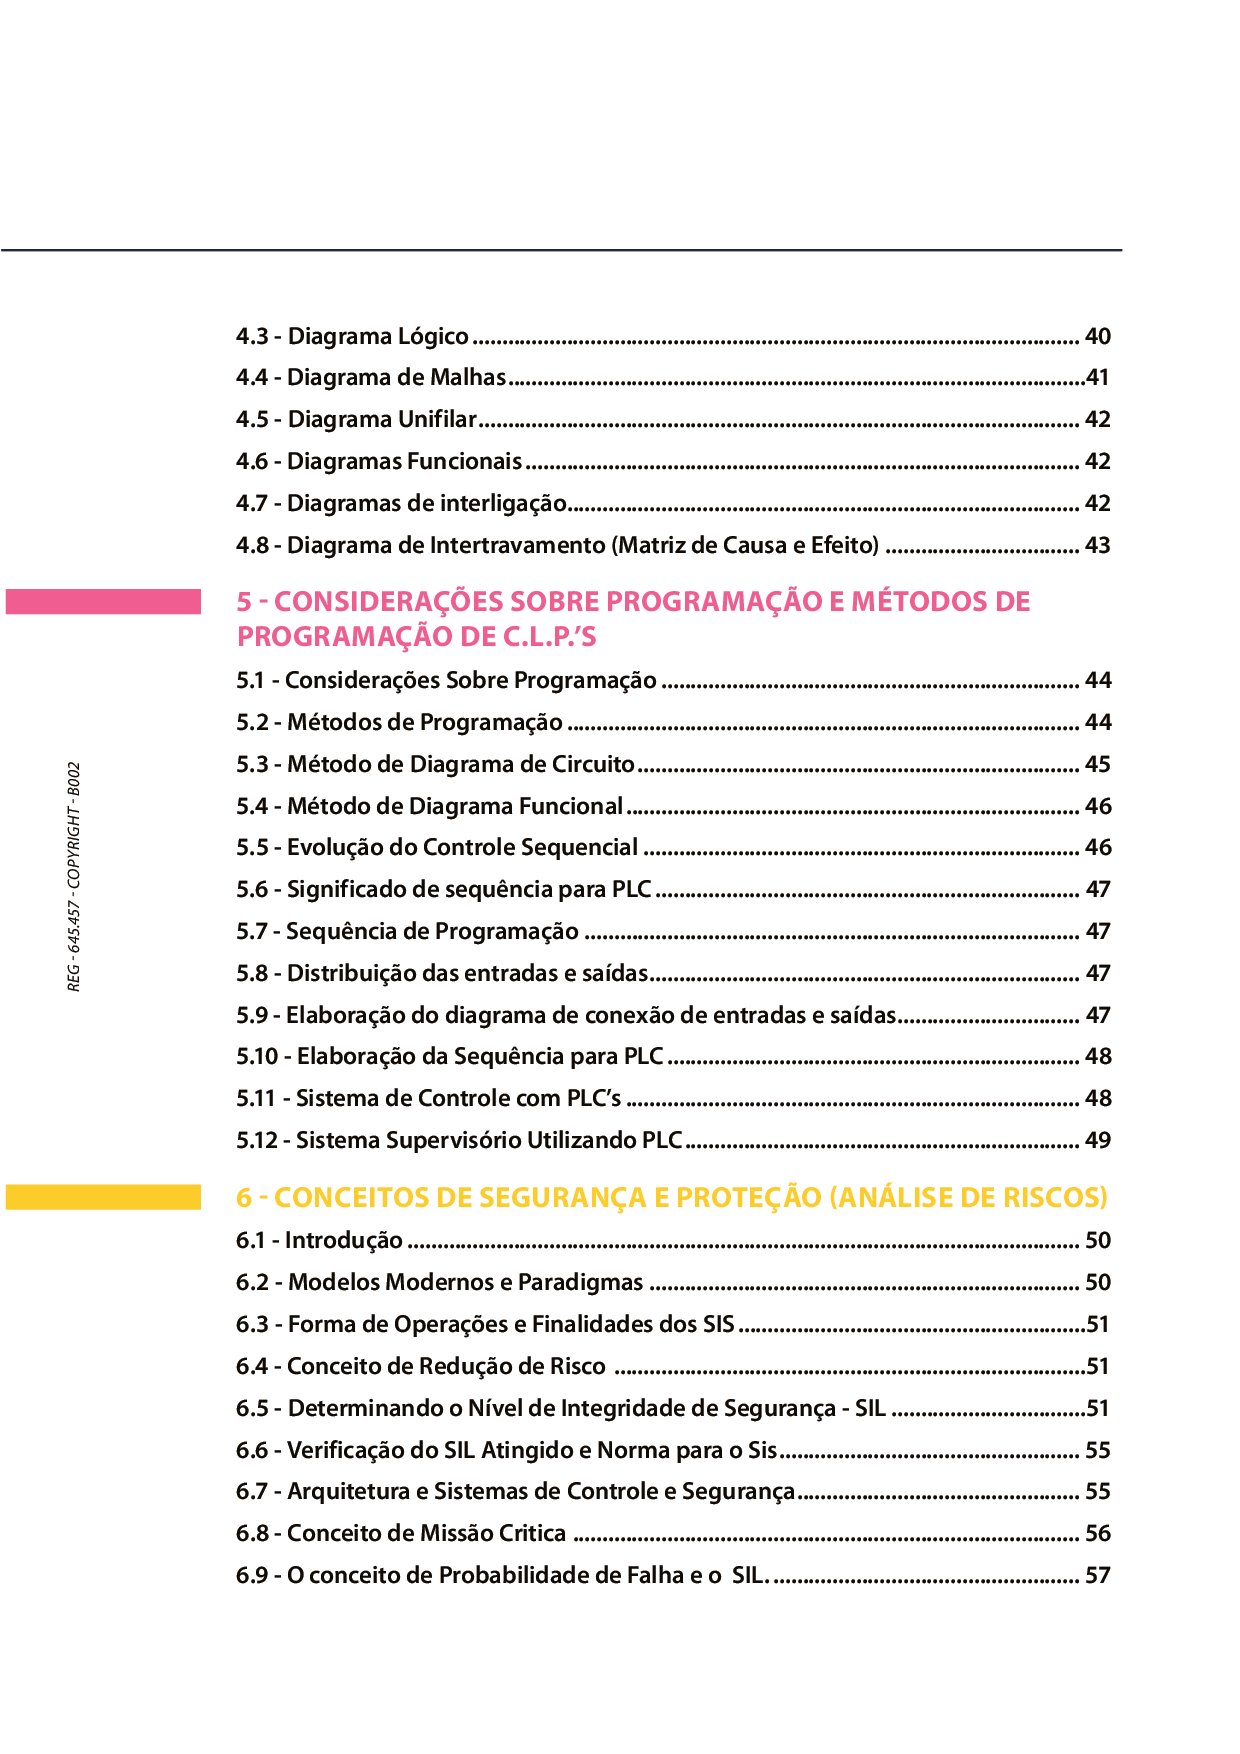 4.3 - Diagrama Lógico ........................................ 40
4.4 - Diagrama de Malhas ........................................ 41
4.5 - Diagrama Unifilar ........................................ 42
4.6 - Diagramas Funcionais ........................................ 42
4.7 - Diagramas de interligação ........................................ 42
4.8 - Diagrama de Intertravamento (Matriz de Causa e Efeito) ........................................ 43
5 - CONSIDERAÇÕES SOBRE PROGRAMAÇÃO E MÉTODOS DE
PROGRAMAÇÃO DE C.L.P.’S
5.1 - Considerações Sobre Programação ........................................ 44
5.2 - Métodos de Programação ........................................ 44
5.3 - Método de Diagrama de Circuito ........................................ 45
5.4 - Método de Diagrama Funcional ........................................ 46
5.5 - Evolução do Controle Sequencial ........................................ 46
5.6 - Significado de sequência para PLC ........................................ 47
5.7 - Sequência de Programação ........................................ 47
5.8 - Distribuição das entradas e saídas ........................................ 47
5.9 - Elaboração do diagrama de conexão de entradas e saídas ........................................ 47
5.10 - Elaboração da Sequência para PLC ........................................ 48
5.11 - Sistema de Controle com PLC’s ........................................ 48
5.12 - Sistema Supervisório Utilizando PLC ........................................ 49
6 - CONCEITOS DE SEGURANÇA E PROTEÇÃO (ANÁLISE DE RISCOS)
6.1 - Introdução ........................................ 50
6.2 - Modelos Modernos e Paradigmas ........................................ 50
6.3 - Forma de Operações e Finalidades dos SIS ........................................ 51
6.4 - Conceito de Redução de Risco ........................................ 51
6.5 - Determinando o Nível de Integridade de Segurança - SIL ........................................ 51
6.6 - Verificação do SIL Atingido e Norma para o Sis ........................................ 55
6.7 - Arquitetura e Sistemas de Controle e Segurança ........................................ 55
6.8 - Conceito de Missão Critica ........................................ 56
6.9 - O conceito de Probabilidade de Falha e o SIL. ........................................ 57
REG - 645.457 - COPYRIGHT - B002